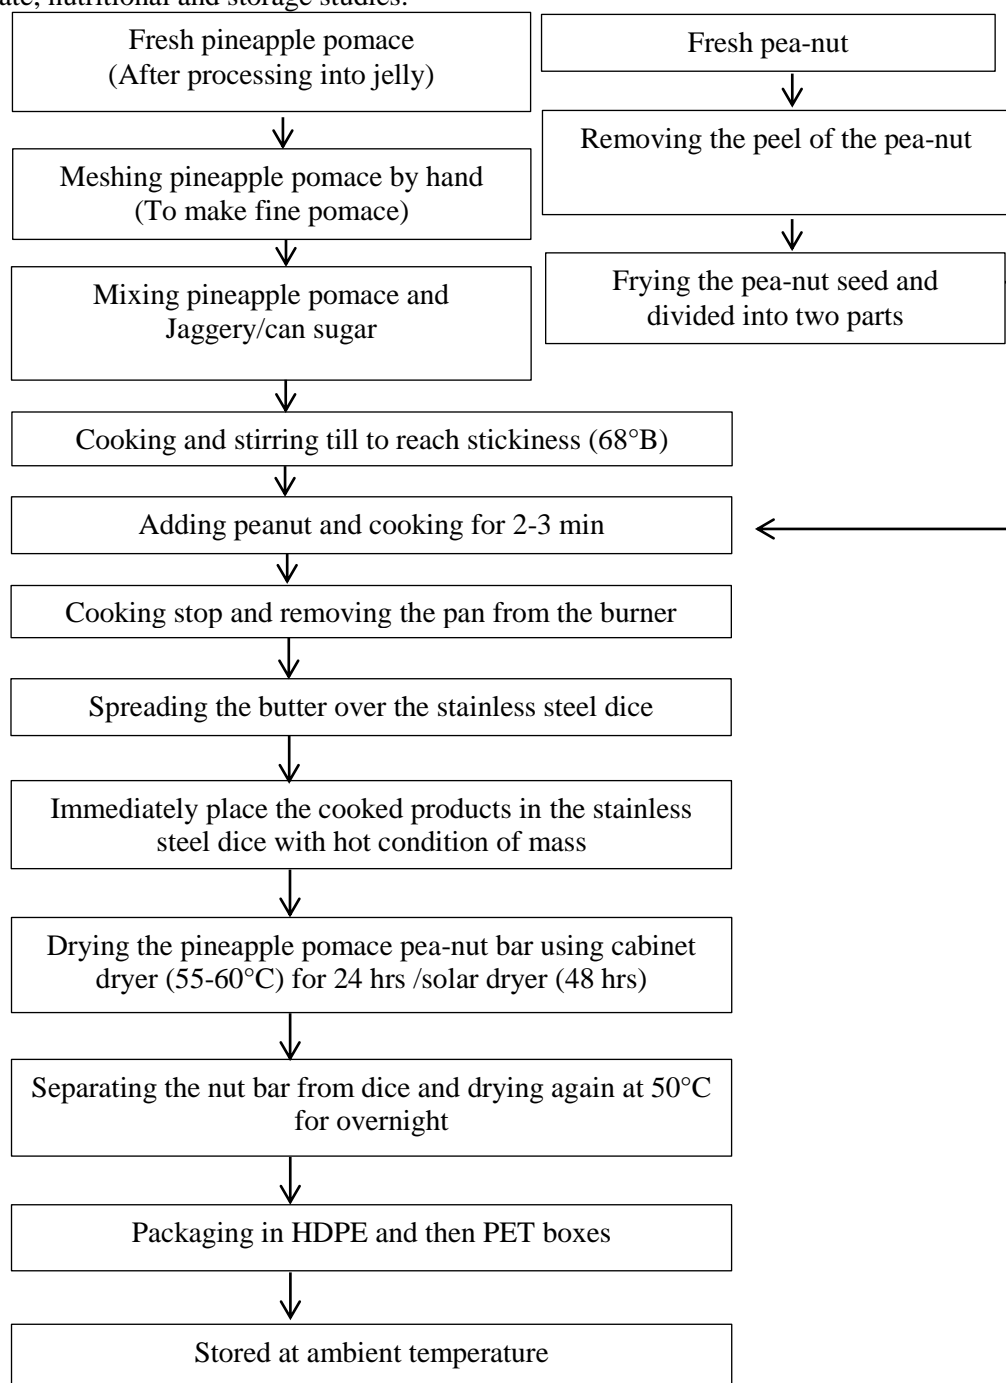 nutritional and storage studies.
Fresh pineapple pomace
(After processing into jelly)
Fresh pea-nut
Meshing pineapple pomace by hand
(To make fine pomace)
Removing the peel of the pea-nut
Mixing pineapple pomace and
Jaggery/can sugar
Frying the pea-nut seed and
divided into two parts
Cooking and stirring till to reach stickiness (68°B)
Adding peanut and cooking for 2-3 min
Cooking stop and removing the pan from the burner
Spreading the butter over the stainless steel dice
Immediately place the cooked products in the stainless
steel dice with hot condition of mass
Drying the pineapple pomace pea-nut bar using cabinet
dryer (55-60°C) for 24 hrs /solar dryer (48 hrs)
Separating the nut bar from dice and drying again at 50°C
for overnight
Packaging in HDPE and then PET boxes
Stored at ambient temperature